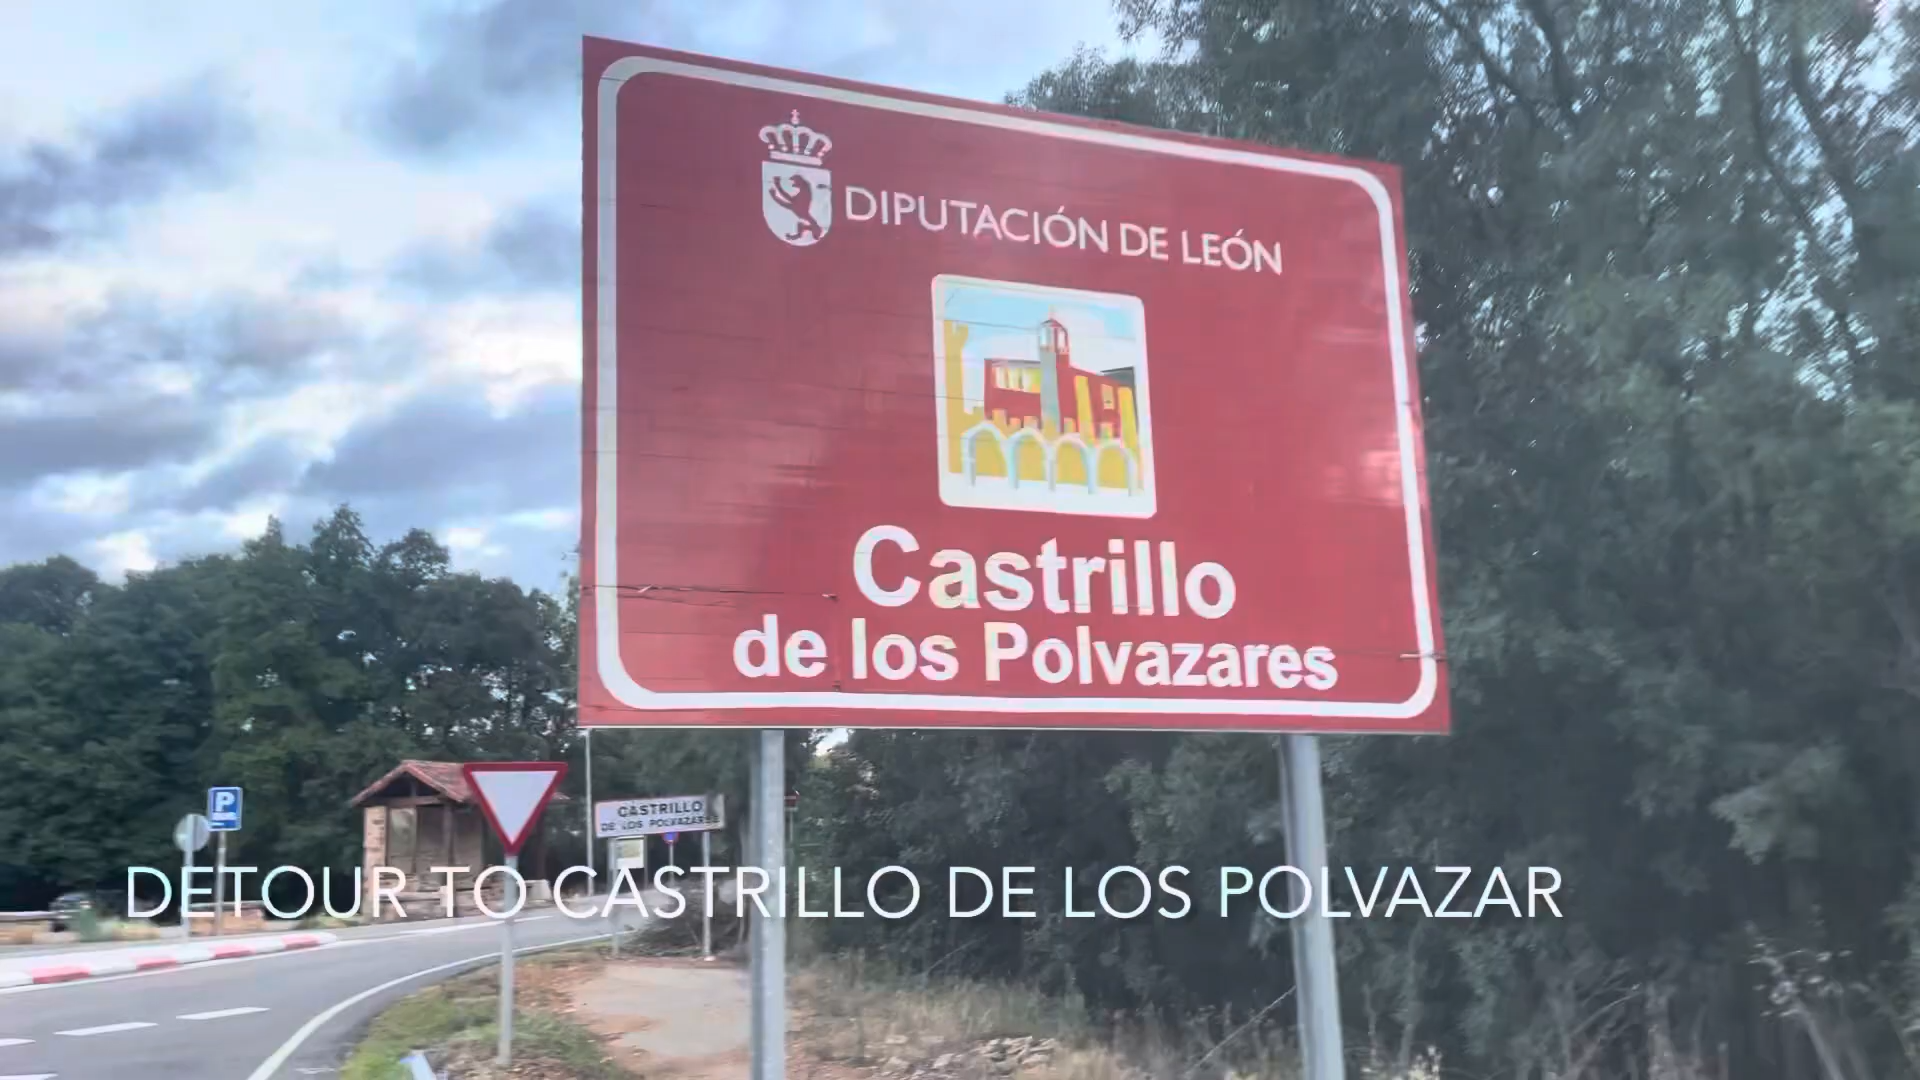 DIPUTACIÓN DE LEÓN
Castrillo
de los Polvazares
P
CASTRILLO
DE LOS POLVAZARES
DETOUR TO CASTRILLO DE LOS POLVAZAR